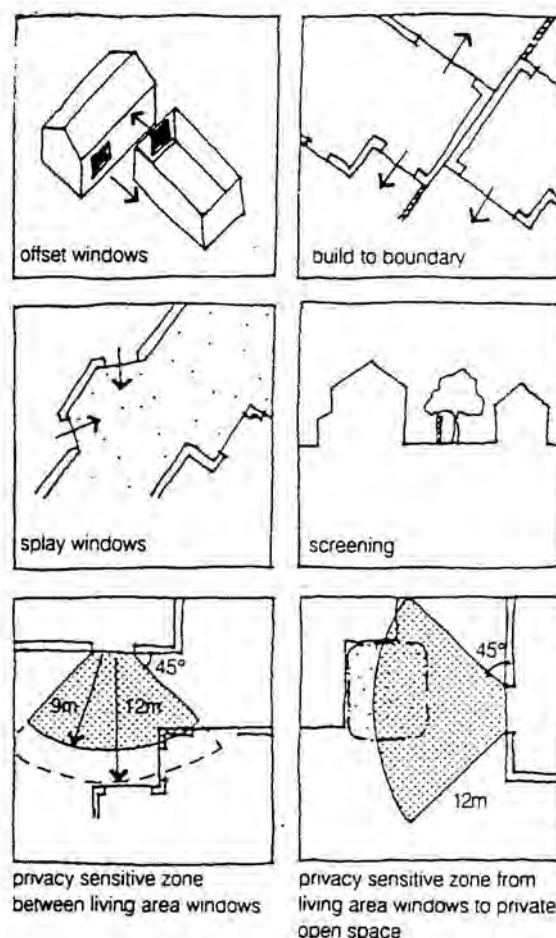 offset windows
build to boundary
splay windows
screening
45°
9m
12m
45°
12m
privacy sensitive zone
between living area windows
privacy sensitive zone from
living area windows to private
open space